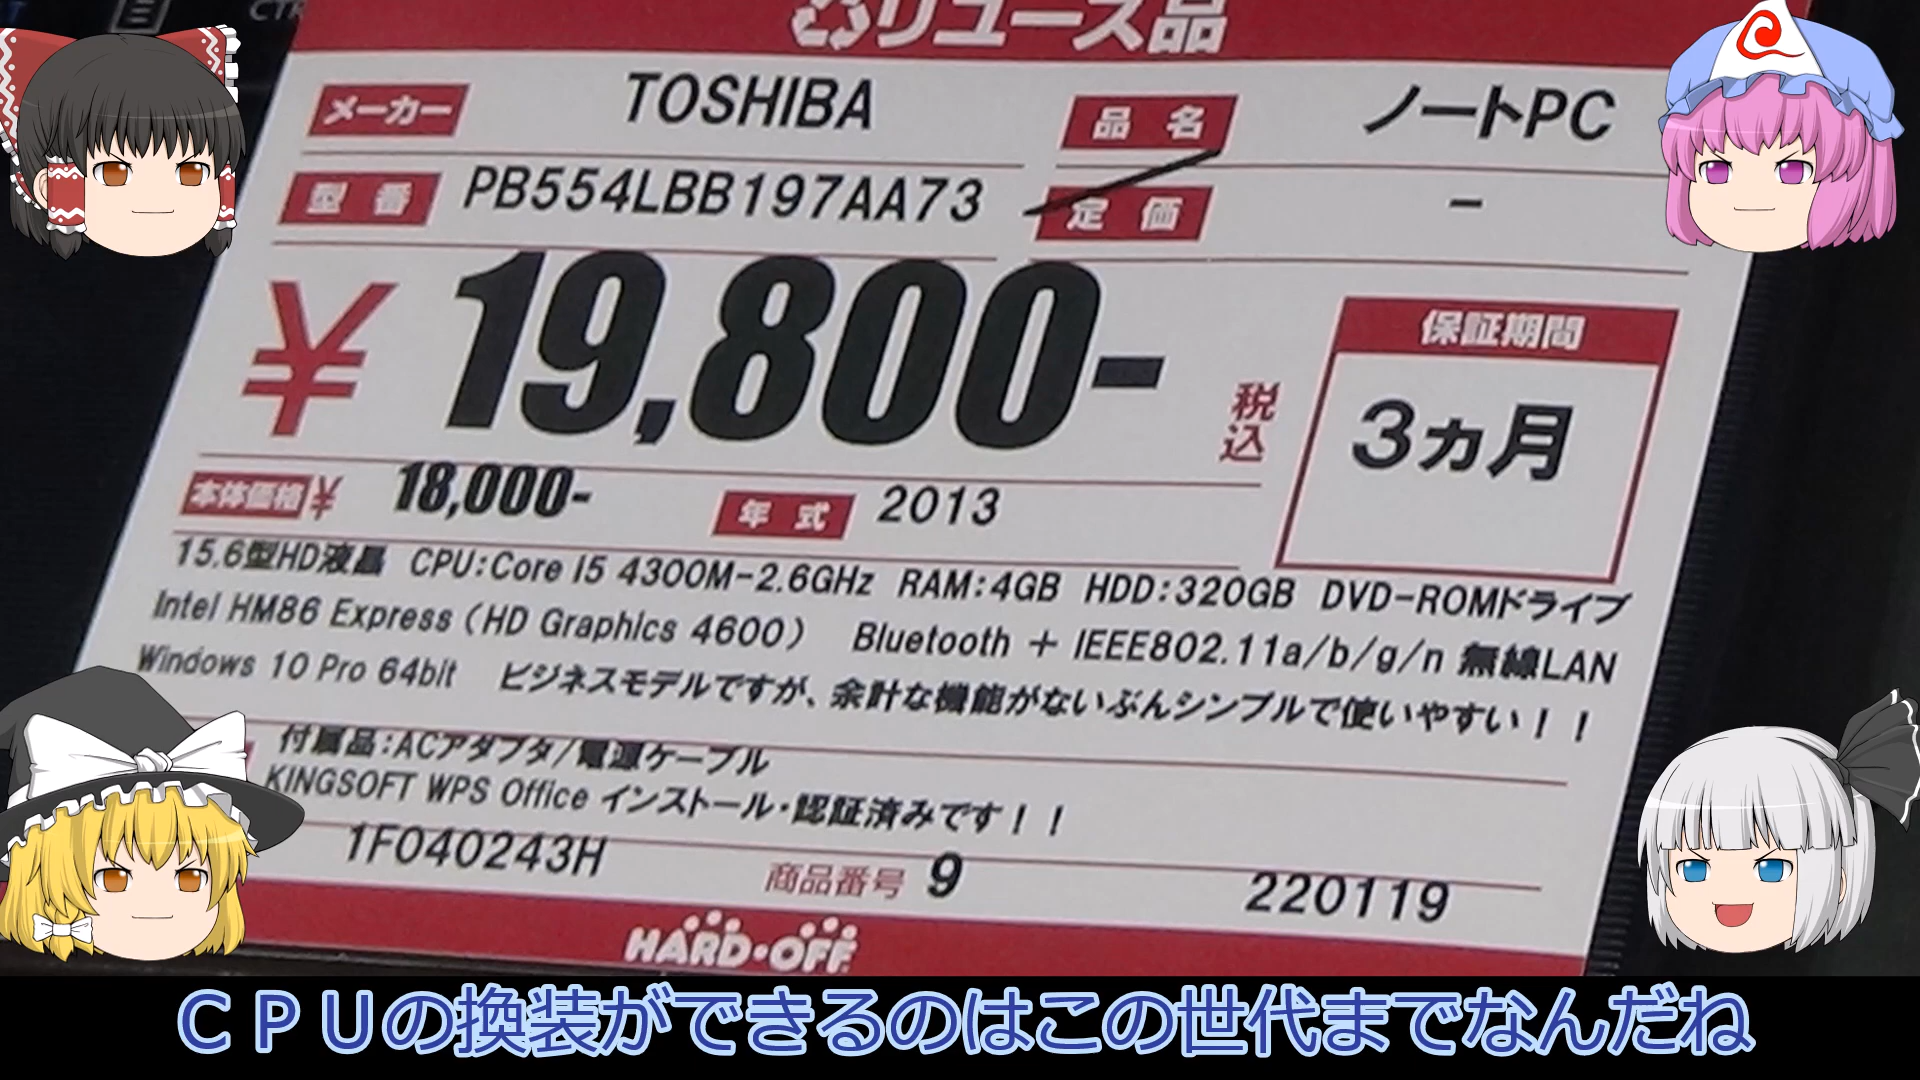 CTR
リユース品
メーカー TOSHIBA 品名 ノートPC
型番 PB554LBB197AA73 定価 －
¥ 19,800- 税込
保証期間
3ヵ月
本体価格¥ 18,000- 年式 2013
15.6型HD液晶 CPU:Core i5 4300M-2.6GHz RAM:4GB HDD:320GB DVD-ROMドライブ
Intel HM86 Express (HD Graphics 4600) Bluetooth + IEEE802.11a/b/g/n 無線LAN
Windows 10 Pro 64bit ビジネスモデルですが、余計な機能がないぶんシンプルで使いやすい！！
付属品:ACアダプタ/電源ケーブル
KINGSOFT WPS Office インストール・認証済みです！！
1F040243H 商品番号 9 220119
HARD・OFF
ＣＰＵの換装ができるのはこの世代までなんだね